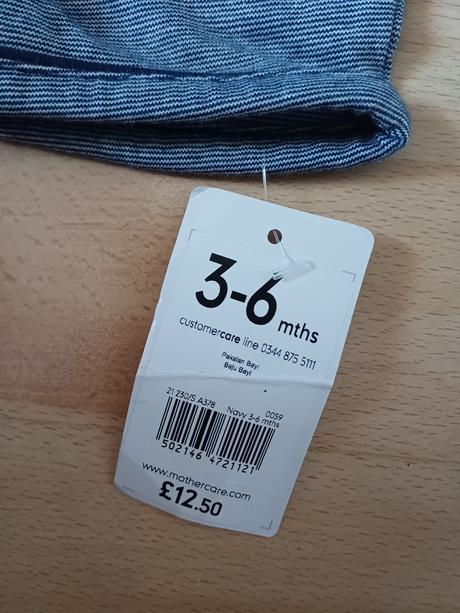 3-6 mths
customercare line 0344 875 5111
Pakaian Bayi
Baju Bayi
21 230/S A378 0059
Navy 3-6 mths
502146 4721121
www.mothercare.com
£12.50